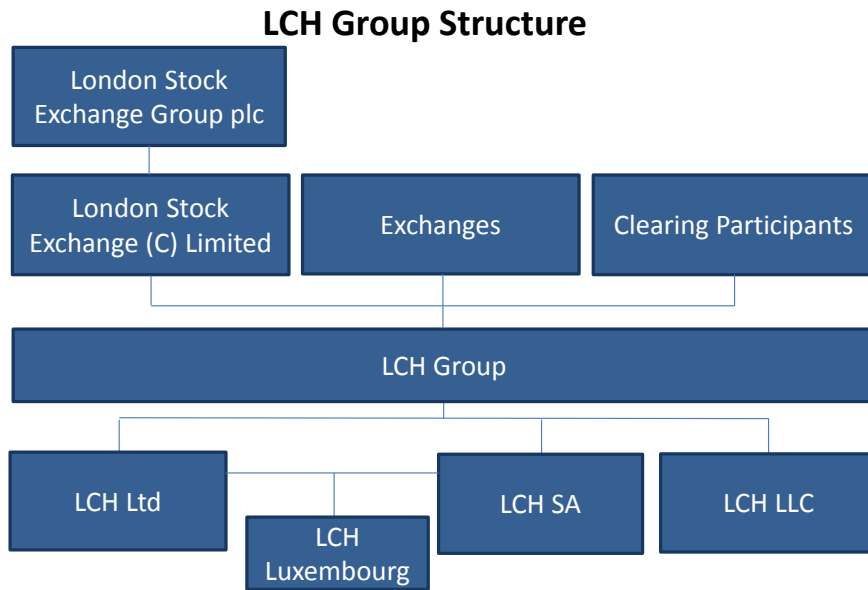 LCH Group Structure
London Stock
Exchange Group plc
London Stock
Exchange (C) Limited
Exchanges
Clearing Participants
LCH Group
LCH Ltd
LCH SA
LCH LLC
LCH
Luxembourg